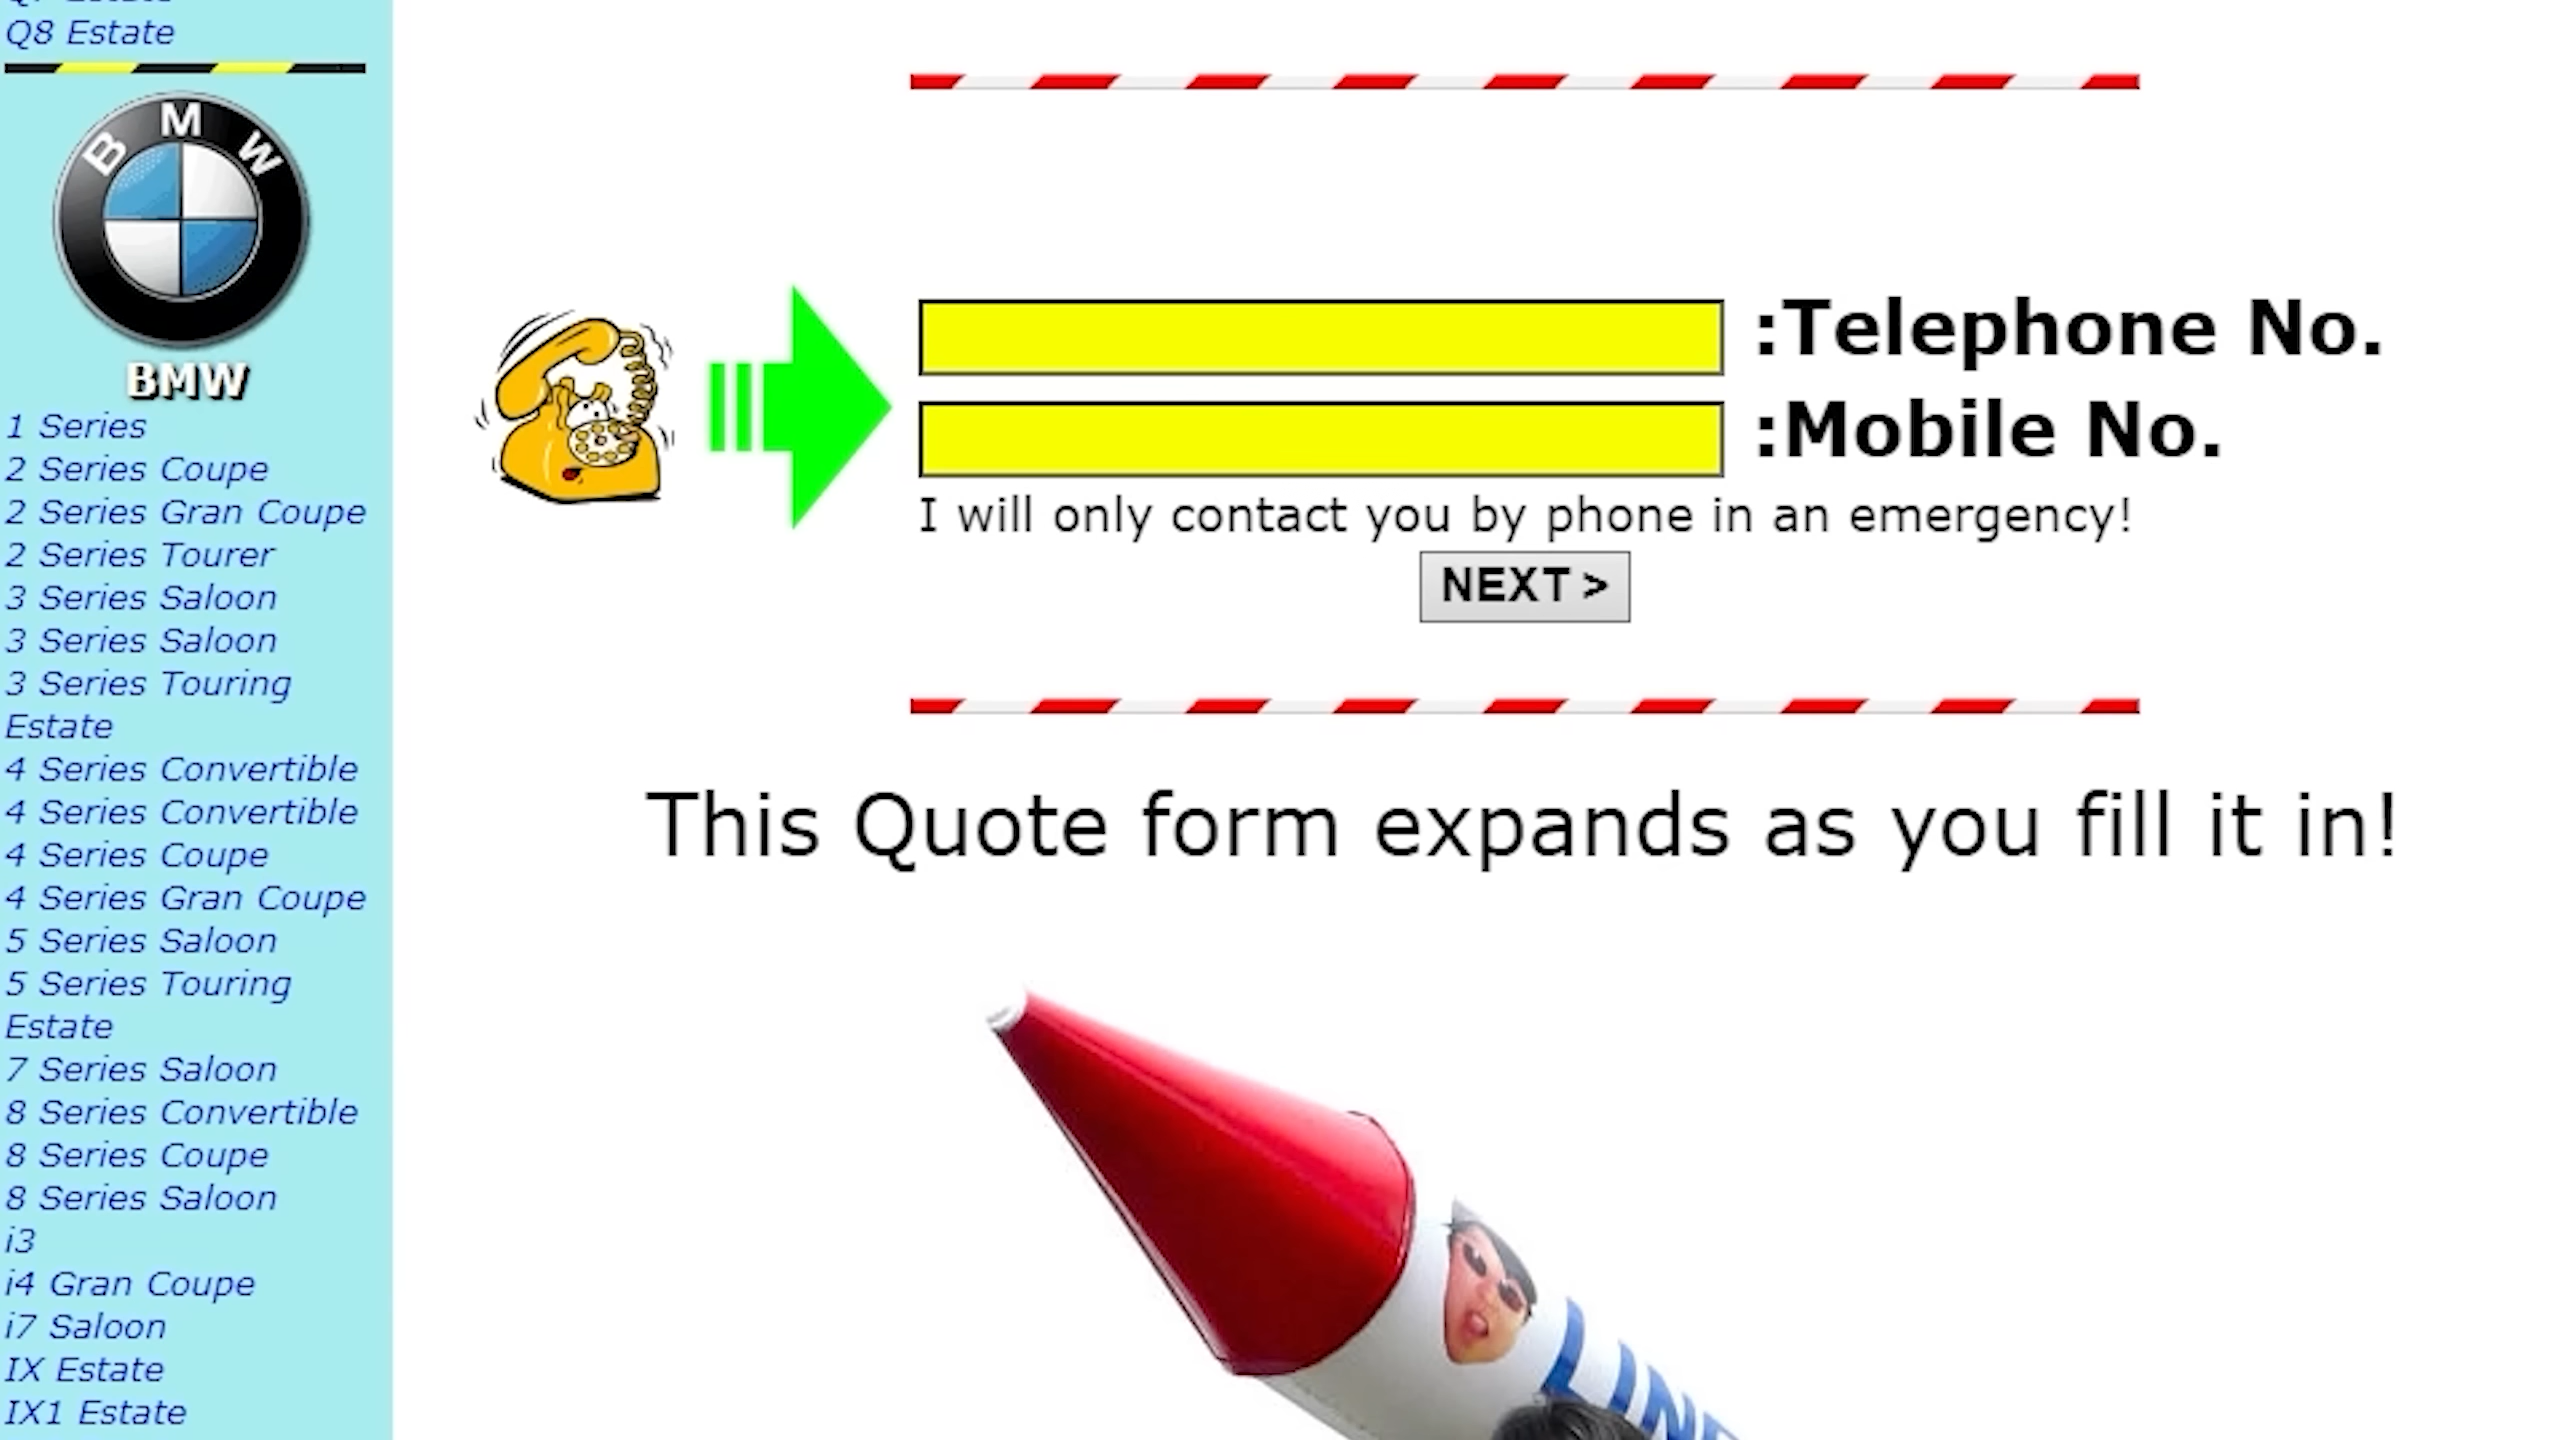 Q8 Estate
B M W
BMW
1 Series
2 Series Coupe
2 Series Gran Coupe
2 Series Tourer
3 Series Saloon
3 Series Saloon
3 Series Touring
Estate
4 Series Convertible
4 Series Convertible
4 Series Coupe
4 Series Gran Coupe
5 Series Saloon
5 Series Touring
Estate
7 Series Saloon
8 Series Convertible
8 Series Coupe
8 Series Saloon
i3
i4 Gran Coupe
i7 Saloon
IX Estate
IX1 Estate
:Telephone No.
:Mobile No.
I will only contact you by phone in an emergency!
NEXT >
This Quote form expands as you fill it in!